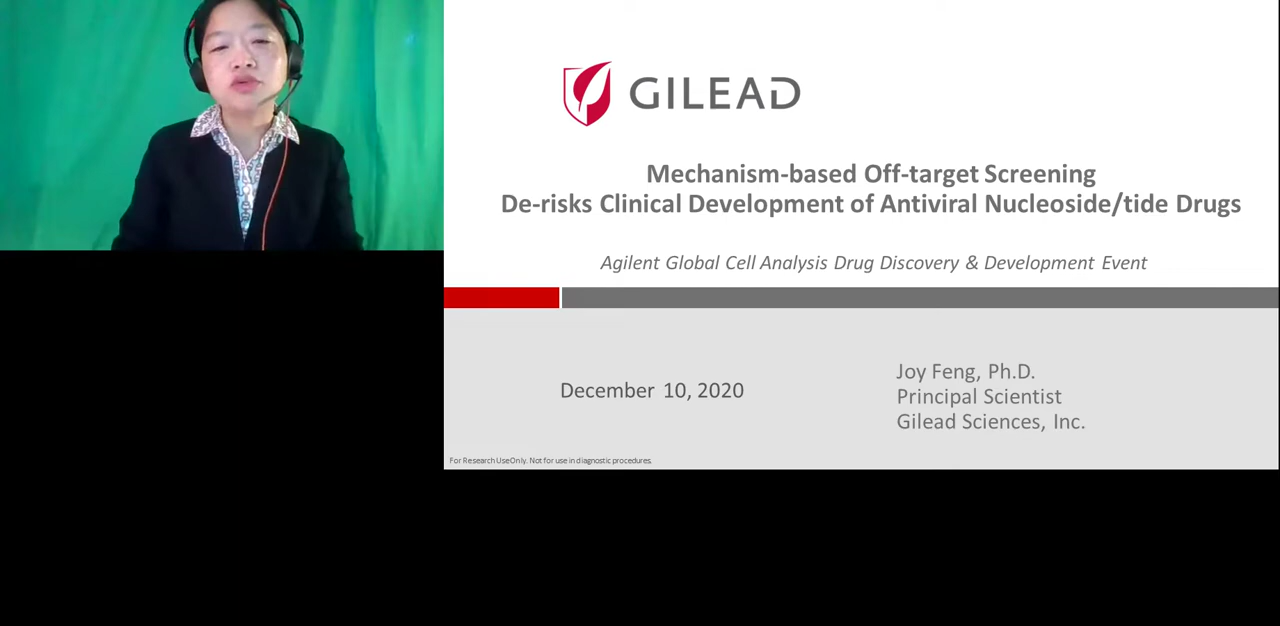 GILEAD
Mechanism-based Off-target Screening
De-risks Clinical Development of Antiviral Nucleoside/tide Drugs
Agilent Global Cell Analysis Drug Discovery & Development Event
December 10, 2020
Joy Feng, Ph.D.
Principal Scientist
Gilead Sciences, Inc.
For Research UseOnly. Not for use in diagnostic procedures.